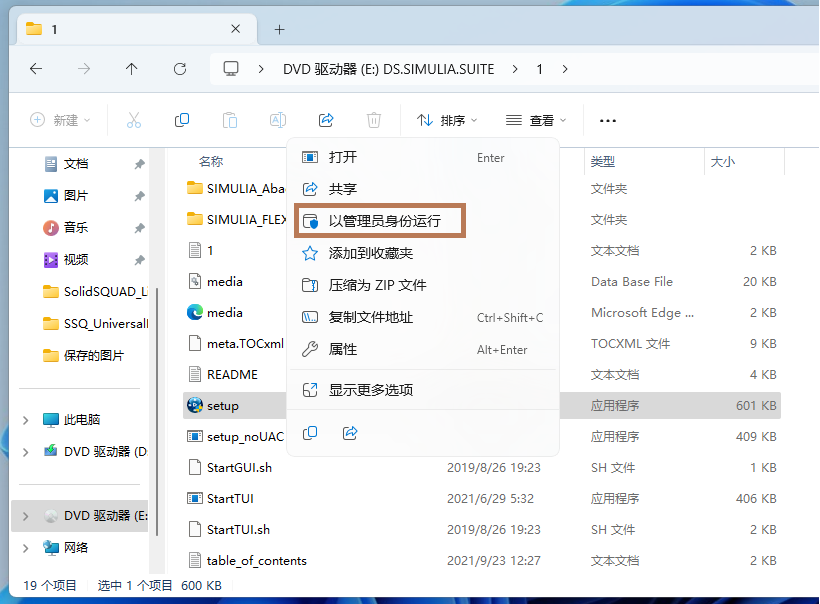 1
DVD 驱动器 (E:) DS.SIMULIA.SUITE
1
新建
排序
查看
文档
图片
音乐
视频
SolidSQUAD_L
SSQ_Universall
保存的图片
此电脑
DVD 驱动器 (D:
DVD 驱动器 (E:
网络
名称
类型
大小
SIMULIA_Aba
文件夹
SIMULIA_FLEX
文件夹
1
文本文档
2 KB
media
Data Base File
20 KB
media
Microsoft Edge ...
2 KB
meta.TOCxml
TOCXML 文件
9 KB
README
文本文档
4 KB
setup
应用程序
601 KB
setup_noUAC
应用程序
409 KB
StartGUI.sh
2019/8/26 19:23
SH 文件
1 KB
StartTUI
2021/6/29 5:32
应用程序
406 KB
StartTUI.sh
2019/8/26 19:23
SH 文件
2 KB
table_of_contents
2021/9/23 12:27
文本文档
2 KB
打开
Enter
共享
以管理员身份运行
添加到收藏夹
压缩为 ZIP 文件
复制文件地址
Ctrl+Shift+C
属性
Alt+Enter
显示更多选项
19 个项目
选中 1 个项目 600 KB